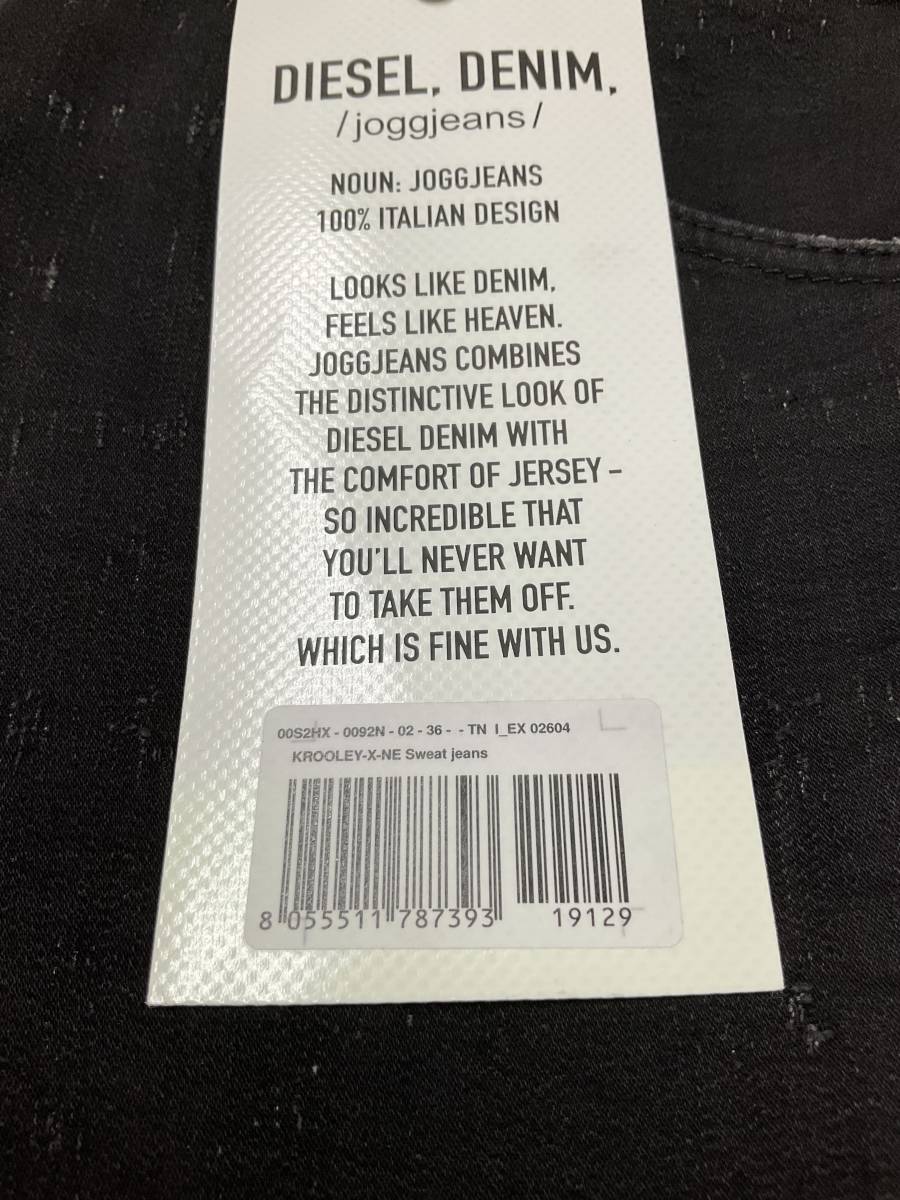 DIESEL, DENIM,
/joggjeans/
NOUN: JOGGJEANS
100% ITALIAN DESIGN
LOOKS LIKE DENIM,
FEELS LIKE HEAVEN.
JOGGJEANS COMBINES
THE DISTINCTIVE LOOK OF
DIESEL DENIM WITH
THE COMFORT OF JERSEY –
SO INCREDIBLE THAT
YOU'LL NEVER WANT
TO TAKE THEM OFF.
WHICH IS FINE WITH US.
00S2HX - 0092N - 02 - 36 - - TN I_EX 02604
KROOLEY-X-NE Sweat jeans
8 055511 787393 19129